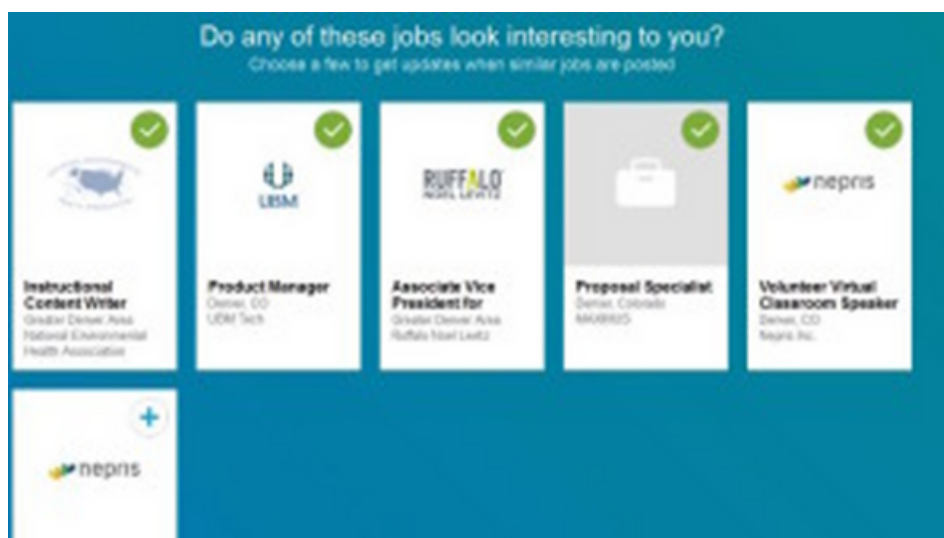 Do any of these jobs look interesting to you?
Choose a few to get updates when similar jobs are posted
UBM
RUFFALO
NOEL LEVITZ
nepris
Instructional
Content Writer
Greater Denver Area
National Environmental
Health Association
Product Manager
Denver, CO
UBM Tech
Associate Vice
President for
Greater Denver Area
Ruffalo Noel Levitz
Proposal Specialist
Denver, Colorado
MAXIMUS
Volunteer Virtual
Classroom Speaker
Denver, CO
Nepris Inc.
nepris